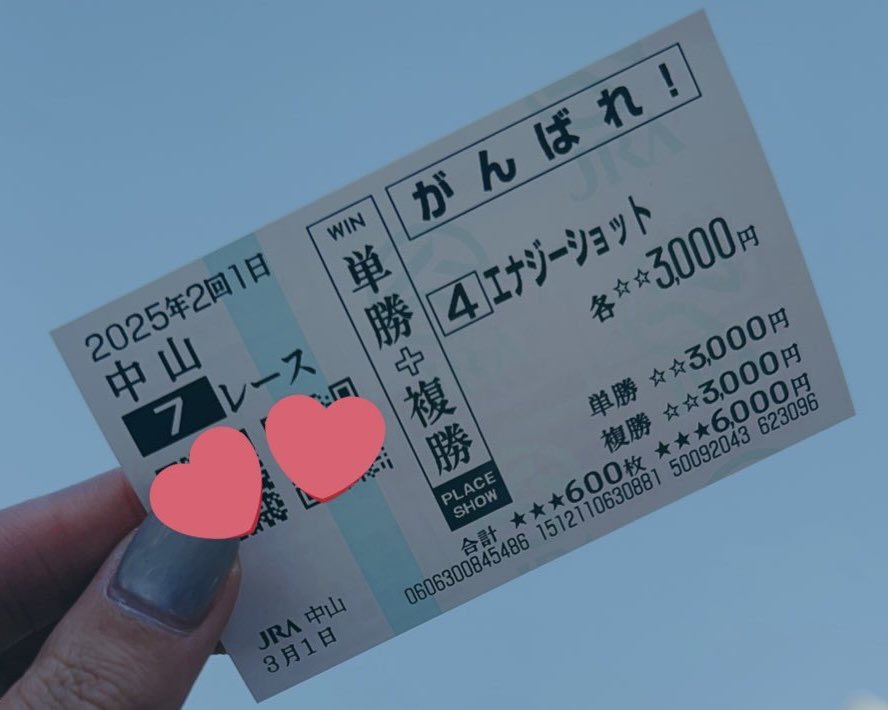 2025年2回1日
中山
7 レース
JRA 中山
3月1日
WIN
単勝+複勝
PLACE
SHOW
がんばれ!
4 エナジーショット
各☆☆3,000円
単勝 ☆☆3,000円
複勝 ☆☆3,000円
合計 ★★★600枚 ★★★6,000円
0606300845486 1512110630881 50092043 623096
JRA